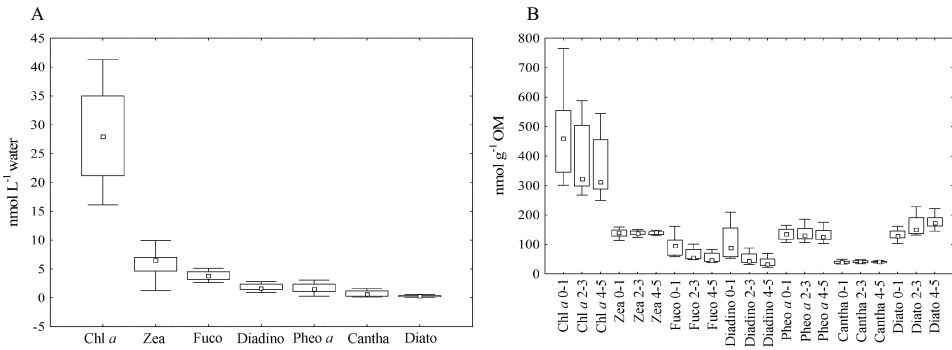 A
nmol L⁻¹ water
45
40
35
30
25
20
15
10
5
0
−5
Chl a Zea Fuco Diadino Pheo a Cantha Diato
B
nmol g⁻¹ OM
800
700
600
500
400
300
200
100
0
Chl a 0-1
Chl a 2-3
Chl a 4-5
Zea 0-1
Zea 2-3
Zea 4-5
Fuco 0-1
Fuco 2-3
Fuco 4-5
Diadino 0-1
Diadino 2-3
Diadino 4-5
Pheo a 0-1
Pheo a 2-3
Pheo a 4-5
Cantha 0-1
Cantha 2-3
Cantha 4-5
Diato 0-1
Diato 2-3
Diato 4-5